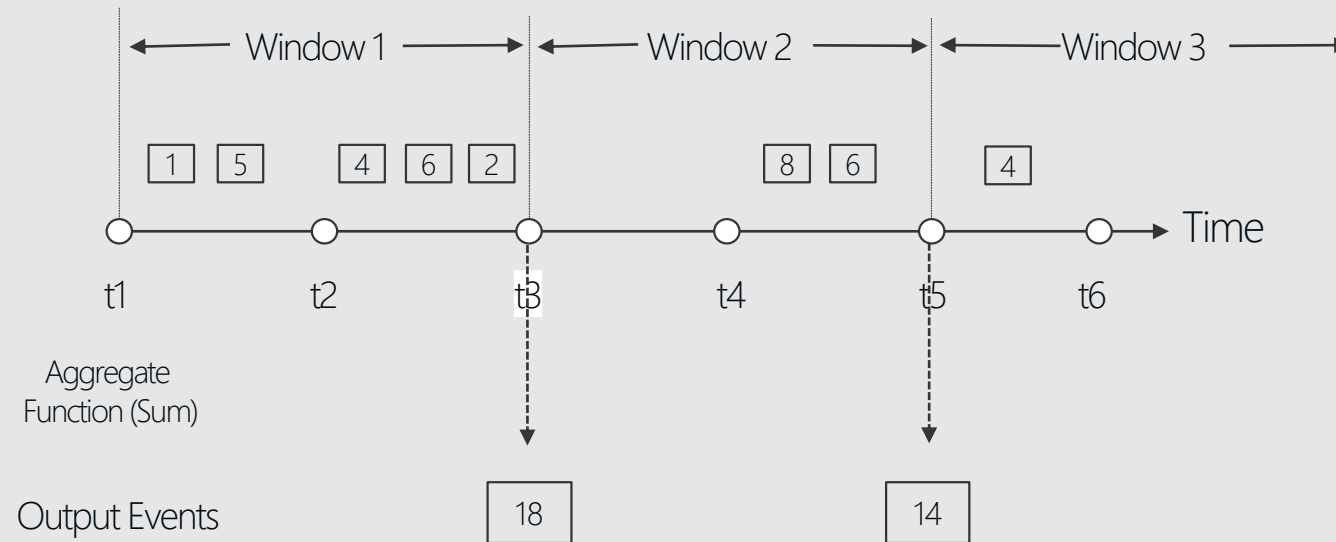 Window 1 Window 2 Window 3
1 5 4 6 2 8 6 4
Time
t1 t2 t3 t4 t5 t6
Aggregate
Function (Sum)
18 14
Output Events